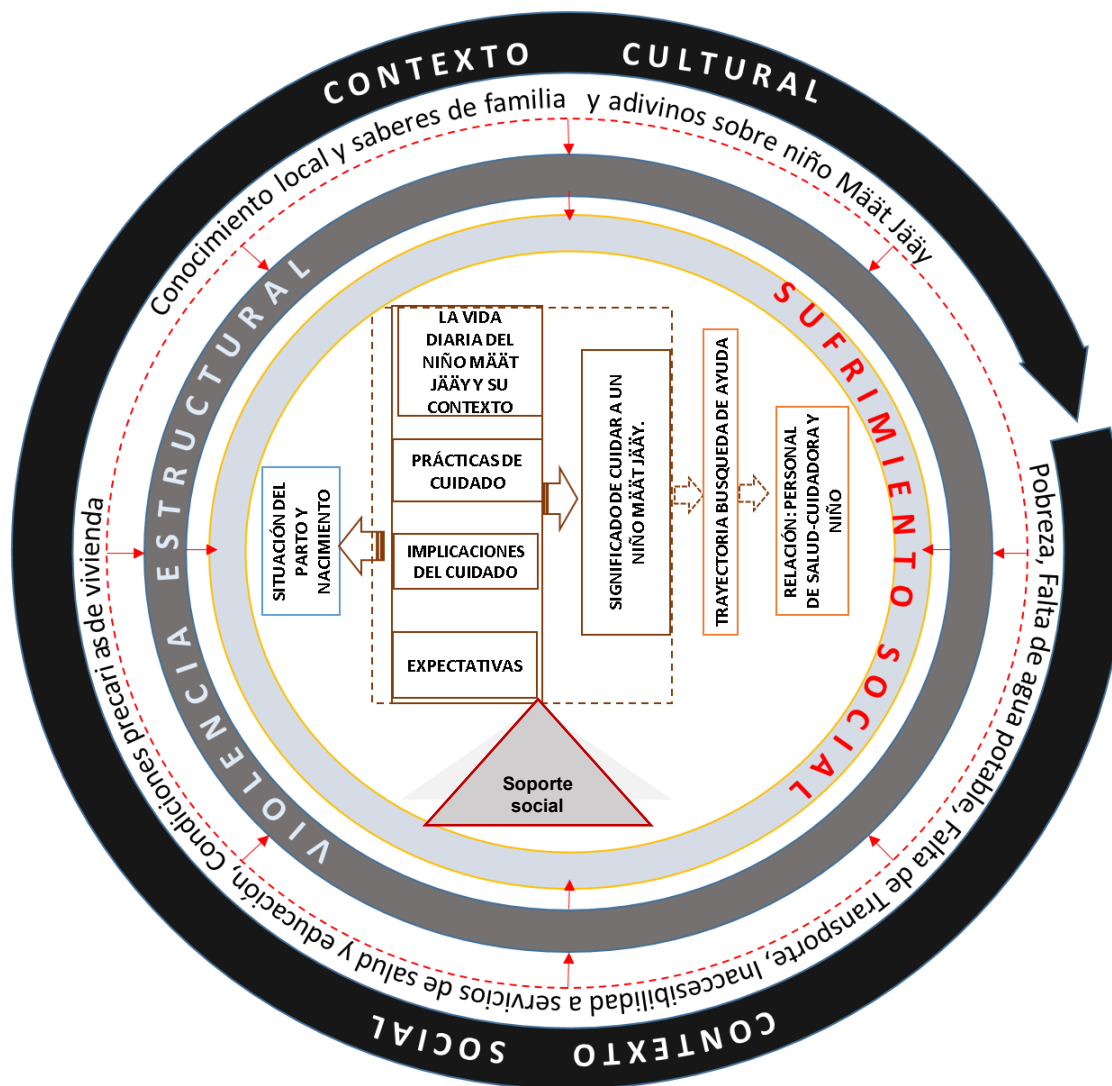 CONTEXTO CULTURAL
Conocimiento local y saberes de familia y adivinos sobre niño Määt Jääy
VIOLENCIA ESTRUCTURAL
SUFRIMIENTO SOCIAL
SITUACIÓN DEL
PARTO Y
NACIMIENTO
LA VIDA
DIARIA DEL
NIÑO MÄÄT
JÄÄY Y SU
CONTEXTO
PRÁCTICAS DE
CUIDADO
IMPLICACIONES
DEL CUIDADO
EXPECTATIVAS
SIGNIFICADO DE CUIDAR A UN
NIÑO MÄÄT JÄÄY.
TRAYECTORIA BUSQUEDA DE AYUDA
RELACIÓN: PERSONAL
DE SALUD-CUIDADORA Y
NIÑO
Soporte
social
Pobreza, Falta de agua potable, Falta de Transporte, Inaccesibilidad a servicios de salud y educación, Condiciones precarias de vivienda
CONTEXTO SOCIAL